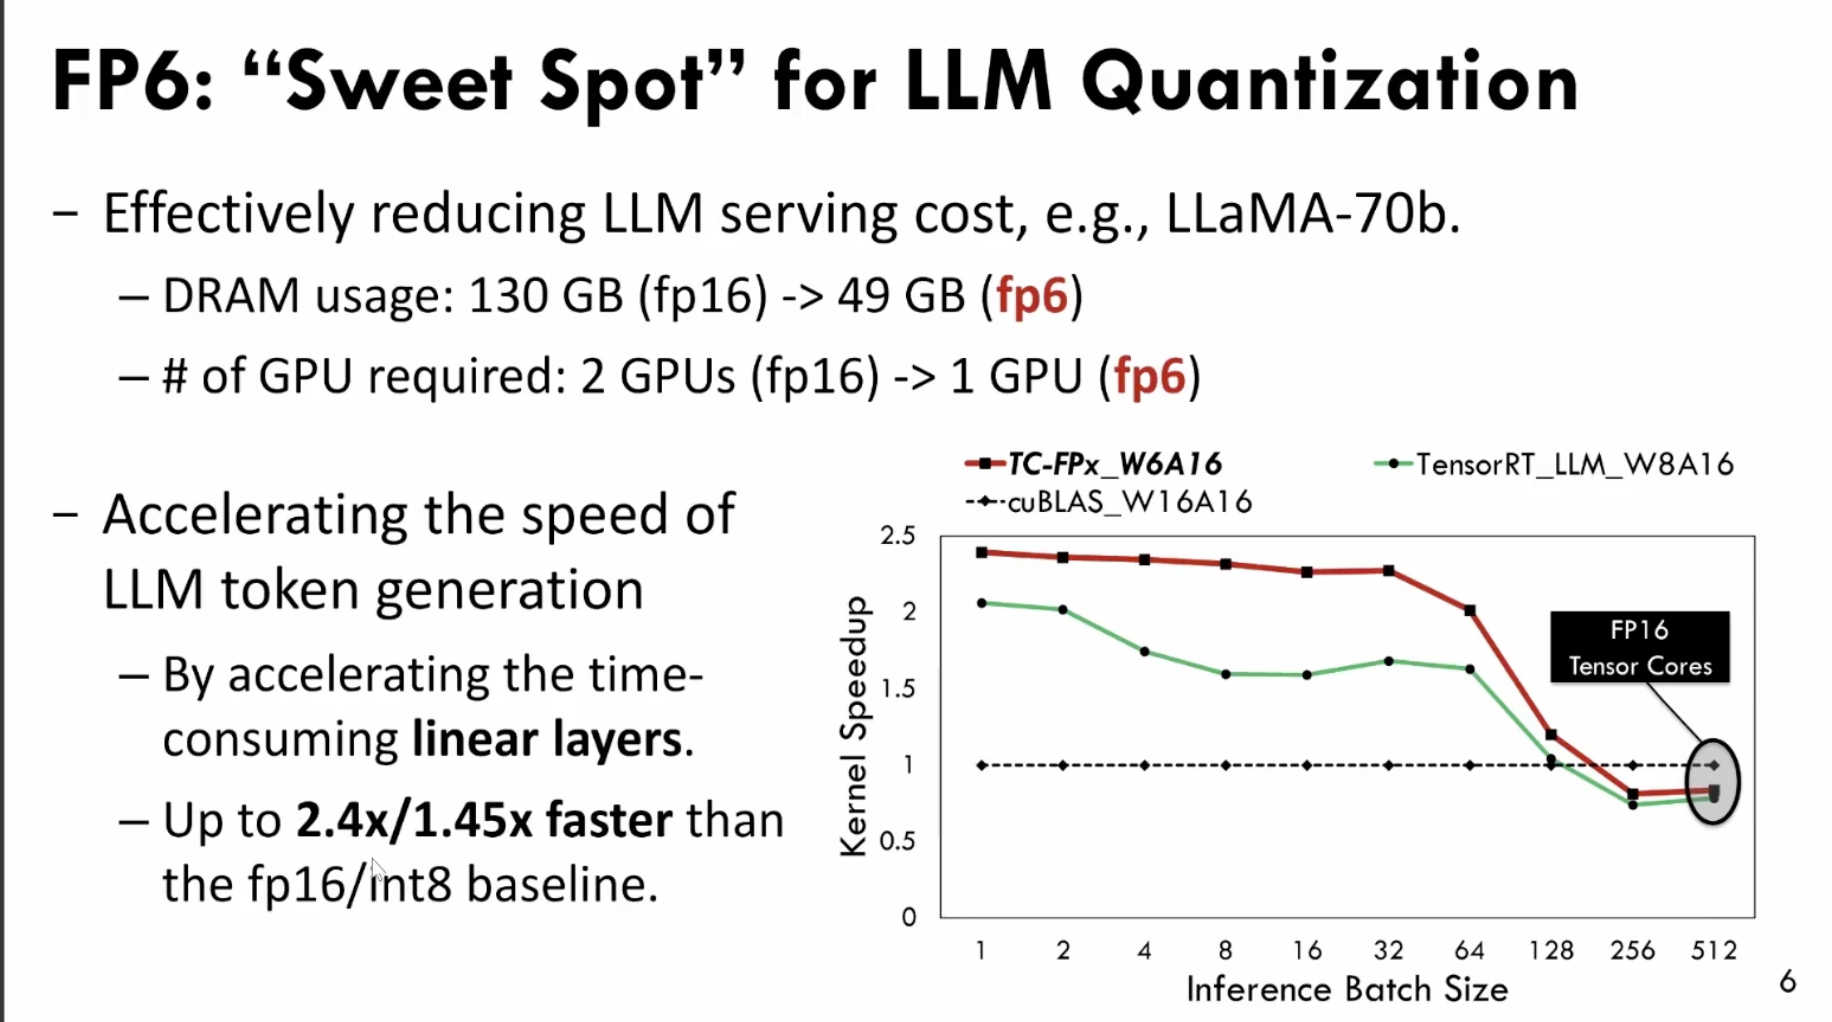 FP6: “Sweet Spot” for LLM Quantization
– Effectively reducing LLM serving cost, e.g., LLaMA-70b.
– DRAM usage: 130 GB (fp16) -> 49 GB (fp6)
– # of GPU required: 2 GPUs (fp16) -> 1 GPU (fp6)
– Accelerating the speed of
LLM token generation
– By accelerating the time-
consuming linear layers.
– Up to 2.4x/1.45x faster than
the fp16/int8 baseline.
TC-FPx_W6A16
TensorRT_LLM_W8A16
cuBLAS_W16A16
2.5
2
1.5
1
0.5
0
Kernel Speedup
FP16
Tensor Cores
1 2 4 8 16 32 64 128 256 512
Inference Batch Size
6